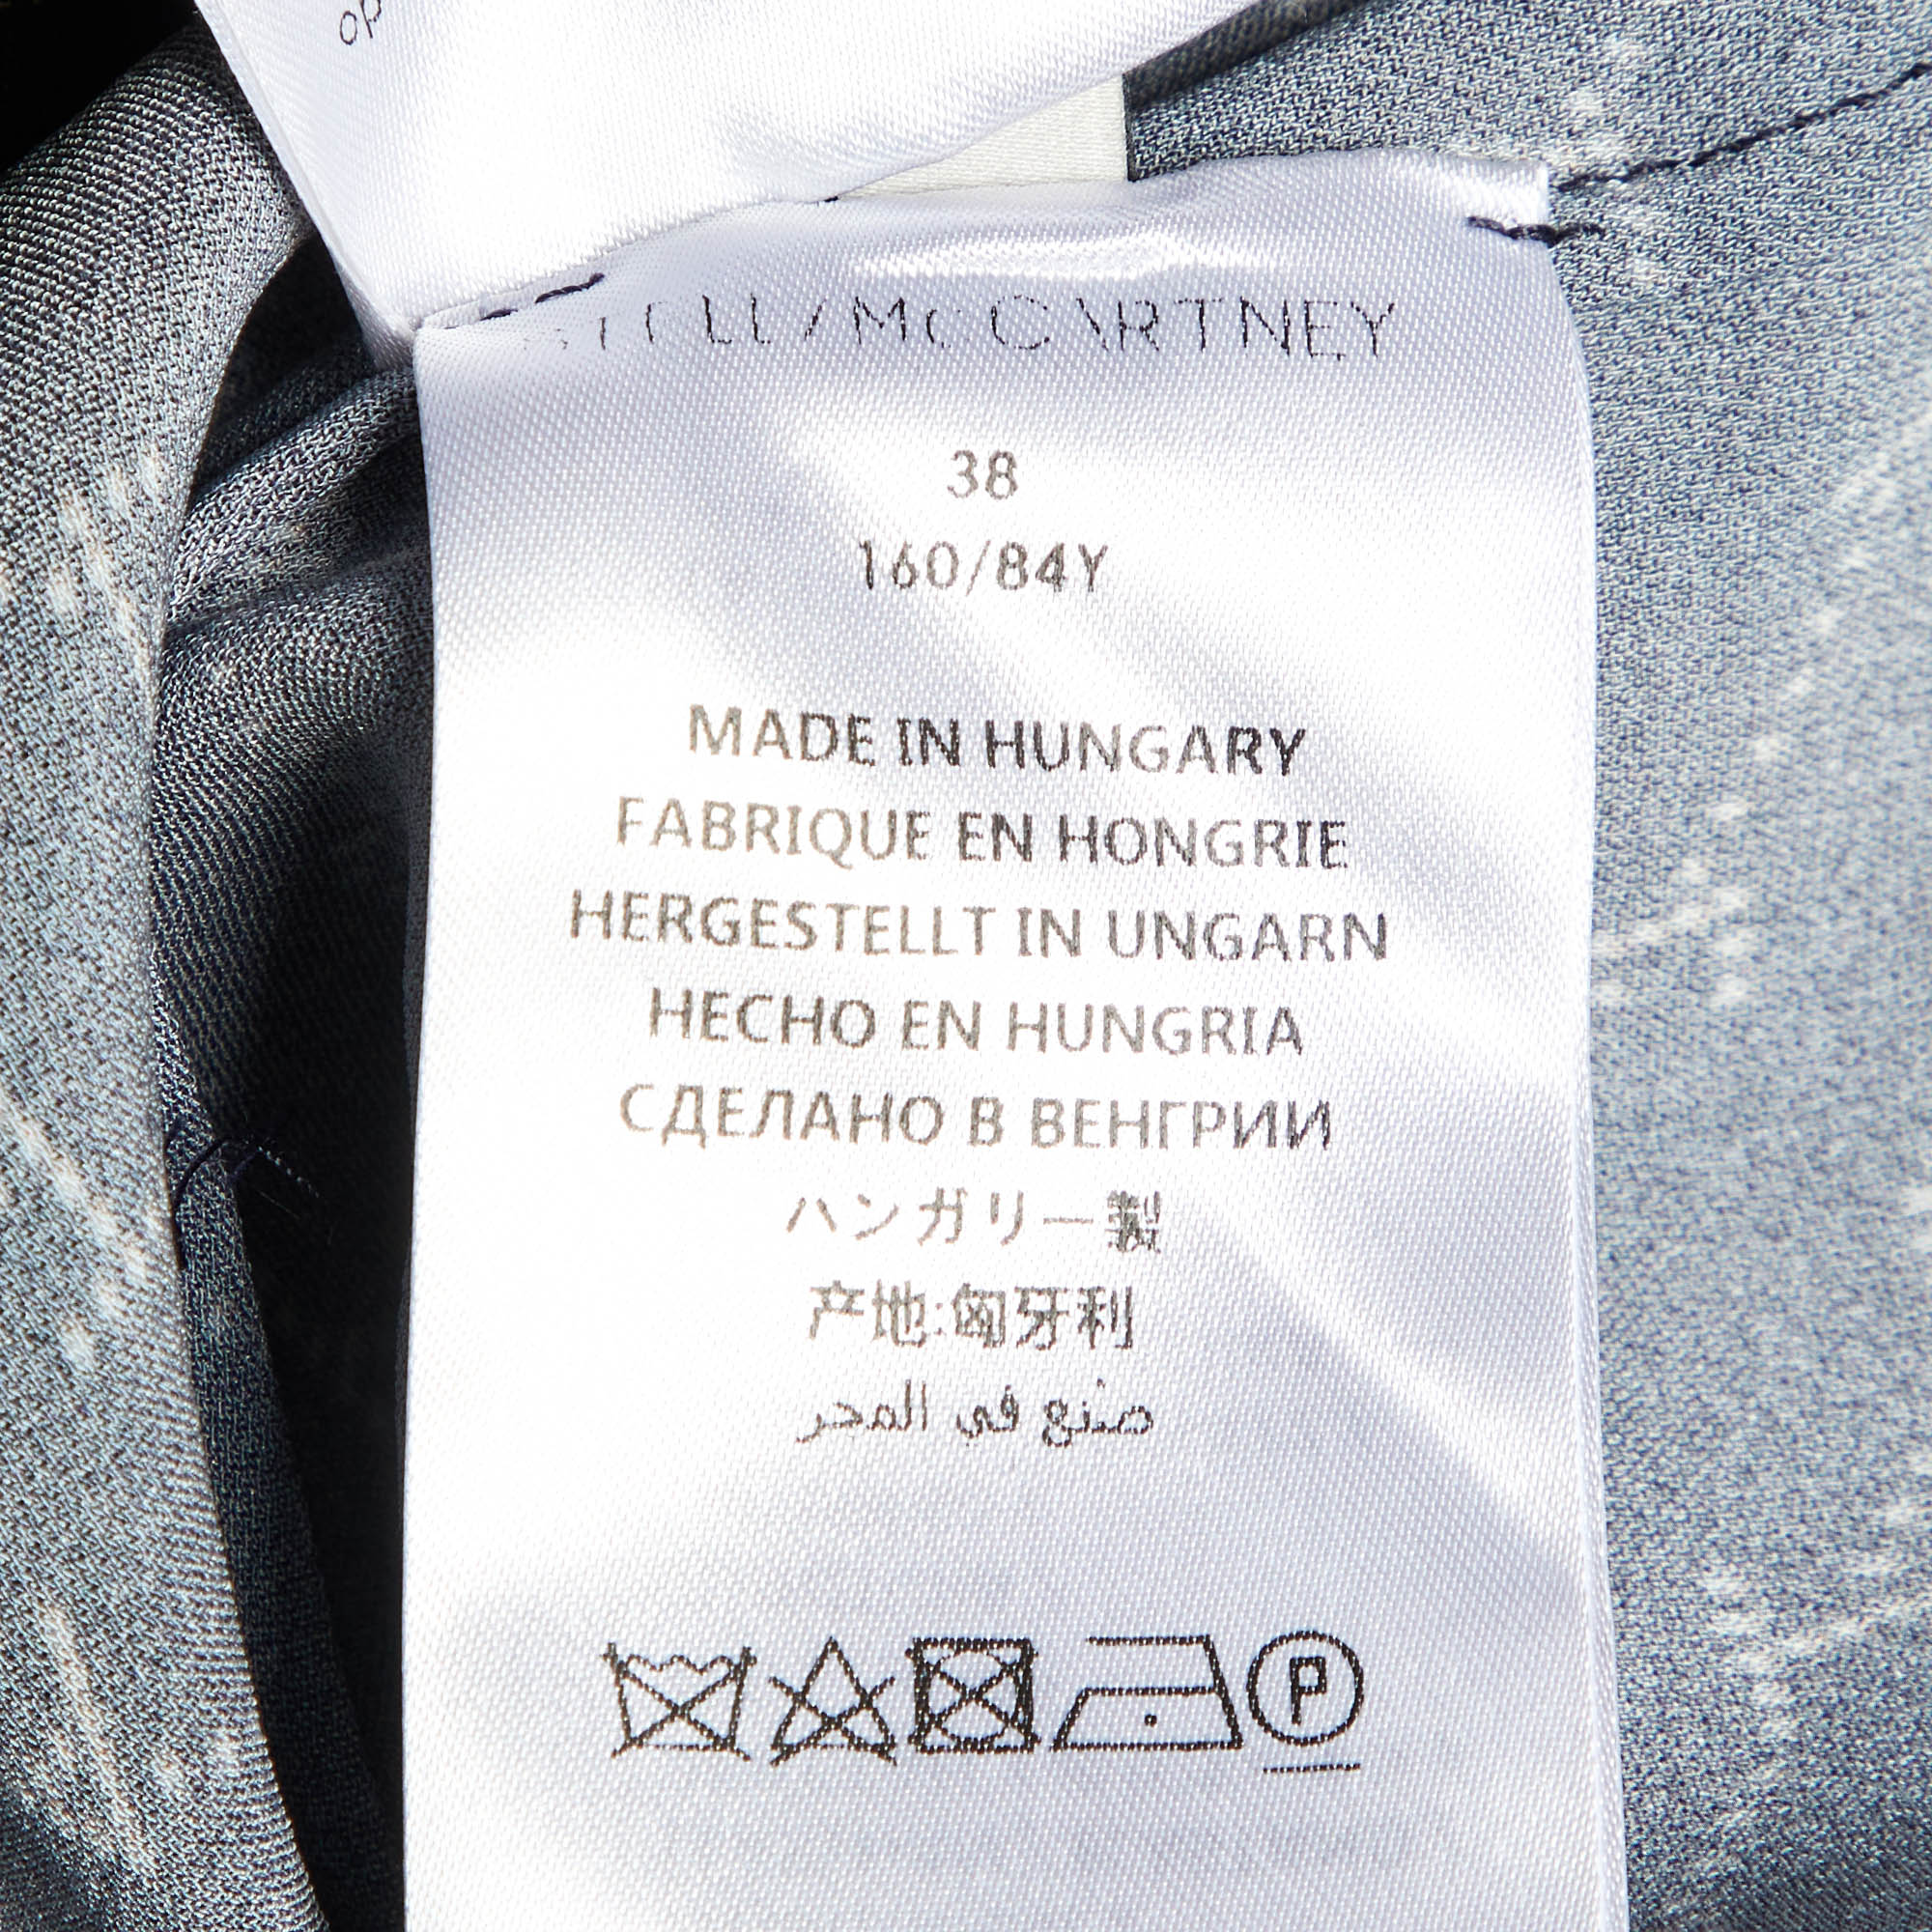 op
STELLA McCARTNEY
38
160/84Y
MADE IN HUNGARY
FABRIQUE EN HONGRIE
HERGESTELLT IN UNGARN
HECHO EN HUNGRIA
СДЕЛАНО В ВЕНГРИИ
ハンガリー製
产地:匈牙利
صنع في المجر
P